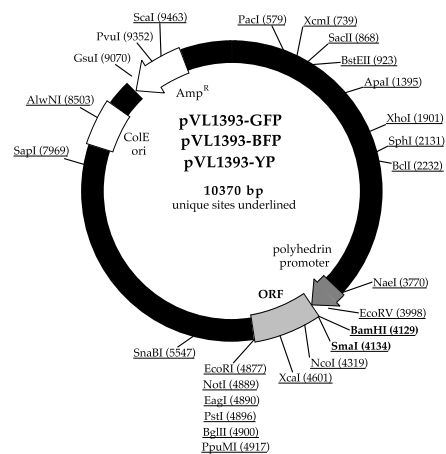 ScaI (9463)
PvuI (9352)
GsuI (9070)
AlwNI (8503)
SapI (7969)
PacI (579)
XcmI (739)
SacII (868)
BstEII (923)
ApaI (1395)
XhoI (1901)
SphI (2131)
BclI (2232)
Amp R
ColE
ori
pVL1393-GFP
pVL1393-BFP
pVL1393-YP
10370 bp
unique sites underlined
polyhedrin
promoter
ORF
NaeI (3770)
EcoRV (3998)
BamHI (4129)
SmaI (4134)
NcoI (4319)
XcaI (4601)
SnaBI (5547)
EcoRI (4877)
NotI (4889)
EagI (4890)
PstI (4896)
BglII (4900)
PpuMI (4917)